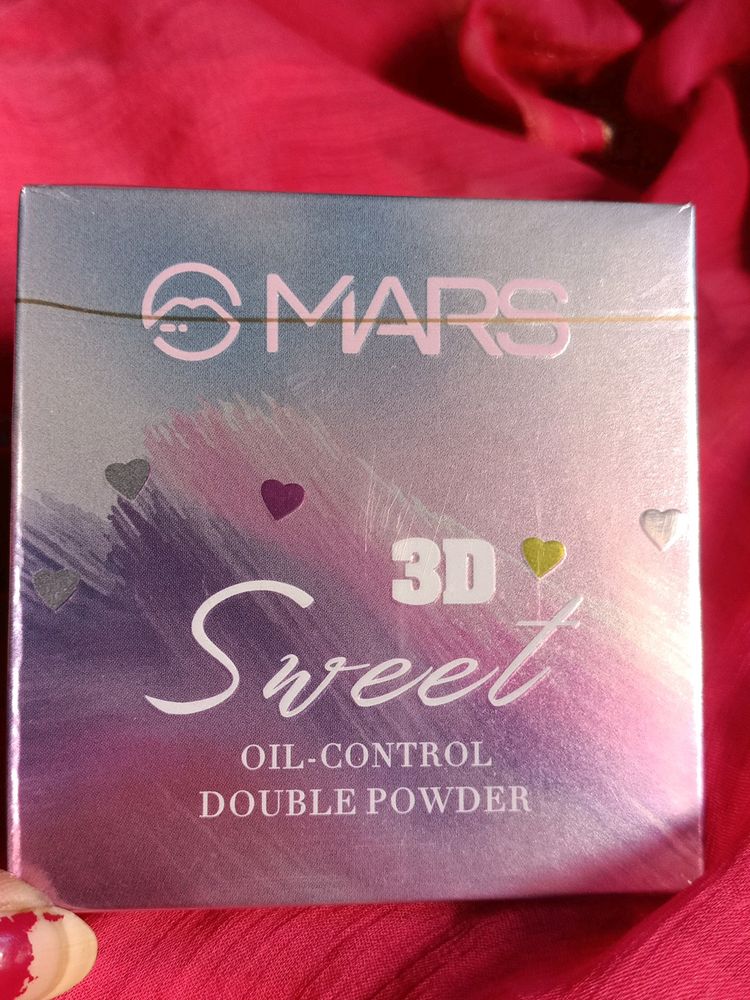 MARS
3D
Sweet
OIL-CONTROL
DOUBLE POWDER